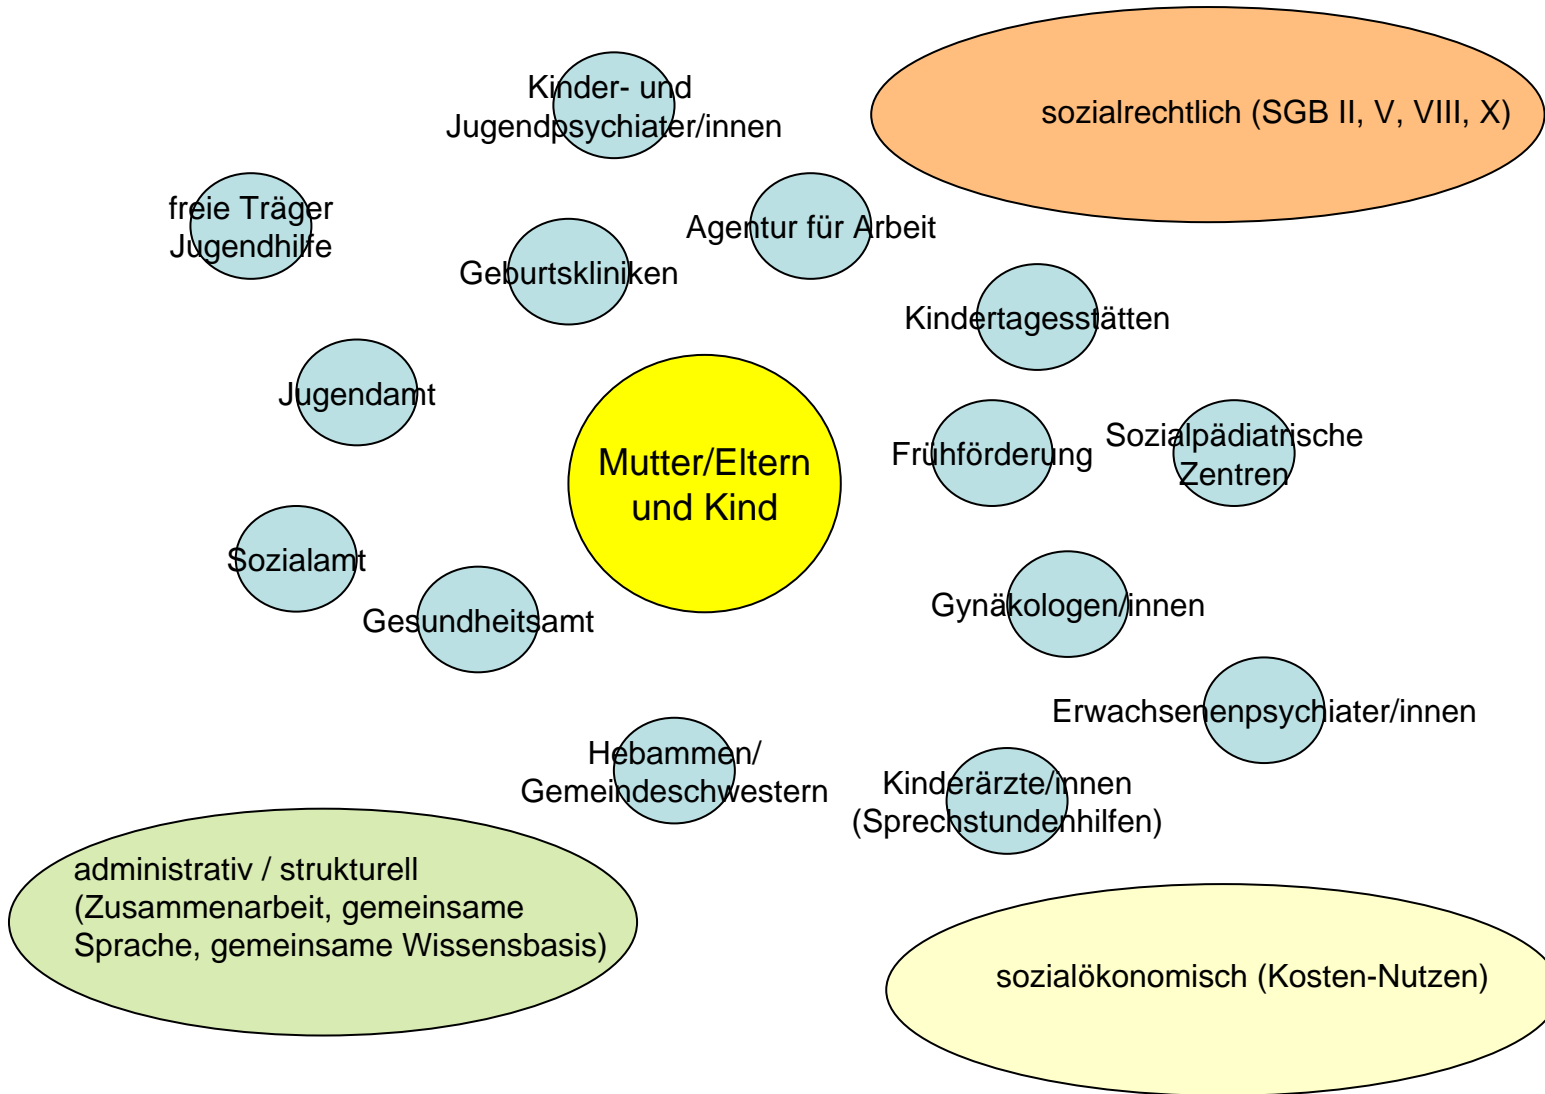 Kinder- und
Jugendpsychiater/innen
sozialrechtlich (SGB II, V, VIII, X)
freie Träger
Jugendhilfe
Agentur für Arbeit
Geburtskliniken
Kindertagesstätten
Jugendamt
Mutter/Eltern
und Kind
Frühförderung
Sozialpädiatrische
Zentren
Sozialamt
Gesundheitsamt
Gynäkologen/innen
Erwachsenenpsychiater/innen
Hebammen/
Gemeindeschwestern
Kinderärzte/innen
(Sprechstundenhilfen)
administrativ / strukturell
(Zusammenarbeit, gemeinsame
Sprache, gemeinsame Wissensbasis)
sozialökonomisch (Kosten-Nutzen)